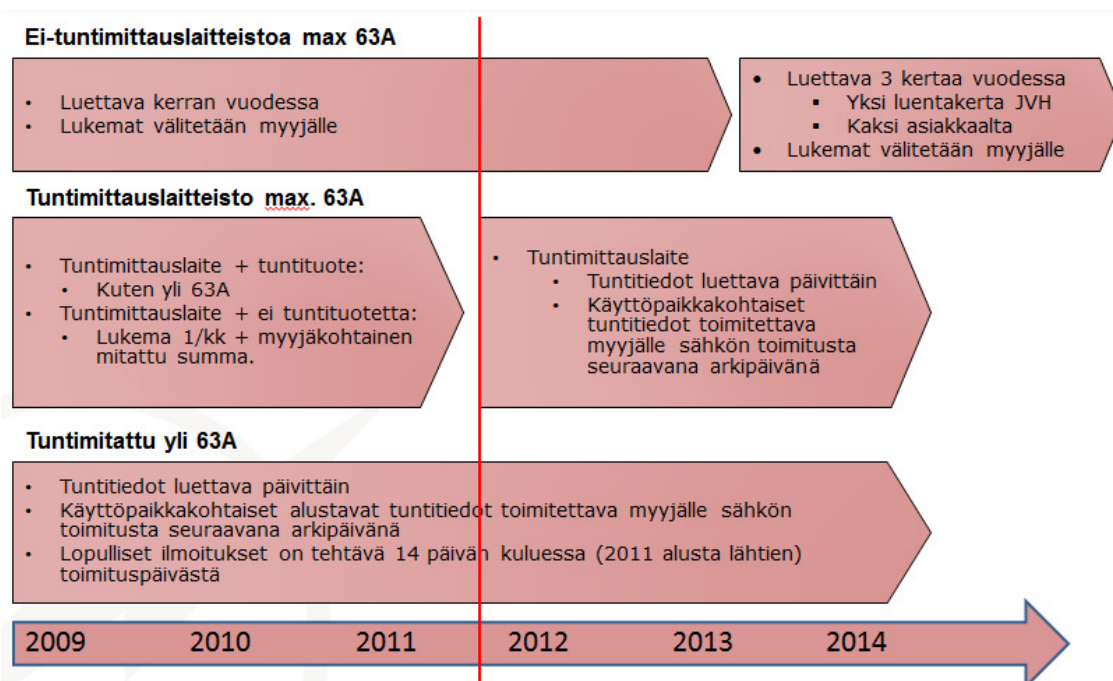 Ei-tuntimittauslaitteistoa max 63A
• Luettava kerran vuodessa
• Lukemat välitetään myyjälle
• Luettava 3 kertaa vuodessa
▪ Yksi luentakerta JVH
▪ Kaksi asiakkaalta
• Lukemat välitetään myyjälle
Tuntimittauslaitteisto max. 63A
• Tuntimittauslaite + tuntituote:
• Kuten yli 63A
• Tuntimittauslaite + ei tuntituotetta:
• Lukema 1/kk + myyjäkohtainen
mitattu summa.
• Tuntimittauslaite
• Tuntitiedot luettava päivittäin
• Käyttöpaikkakohtaiset
tuntitiedot toimitettava
myyjälle sähkön toimitusta
seuraavana arkipäivänä
Tuntimitattu yli 63A
• Tuntitiedot luettava päivittäin
• Käyttöpaikkakohtaiset alustavat tuntitiedot toimitettava myyjälle sähkön
toimitusta seuraavana arkipäivänä
• Lopulliset ilmoitukset on tehtävä 14 päivän kuluessa (2011 alusta lähtien)
toimituspäivästä
2009 2010 2011 2012 2013 2014